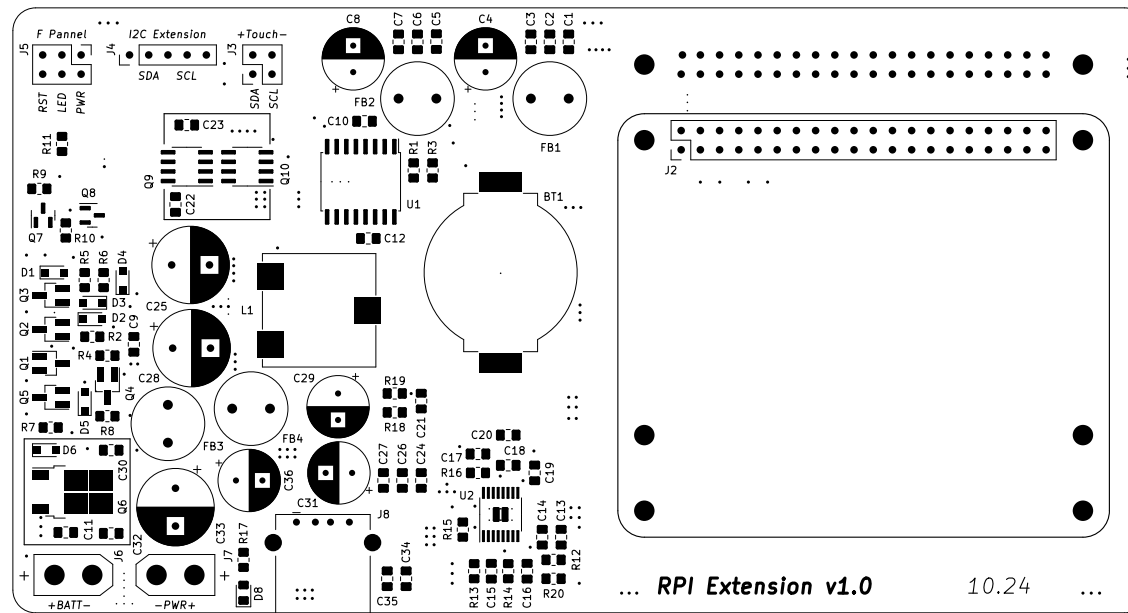 J5
F Pannel
J4
I2C Extension
J3
+Touch-
SDA
SCL
RST
LED
PWR
SDA
SCL
C8
C7
C6
C5
C4
C3
C2
C1
FB2
FB1
R11
C23
C10
R1
R3
J2
R9
Q8
Q9
Q10
C22
U1
BT1
Q7
R10
C12
D1
R5
R6
D4
Q3
D3
C25
L1
D2
Q2
R2
C9
R4
Q1
C28
C29
R19
Q5
Q4
R18
C21
R7
D5
R8
FB3
FB4
C20
D6
C30
C36
C27
C26
C24
C17
R16
C18
C19
Q6
C31
J8
U2
C11
C32
C33
R17
R15
C14
C13
J6
J7
C34
R12
D8
C35
R13
C15
R14
C16
R20
+
+
+BATT-
-PWR+
... RPI Extension v1.0
10.24
...